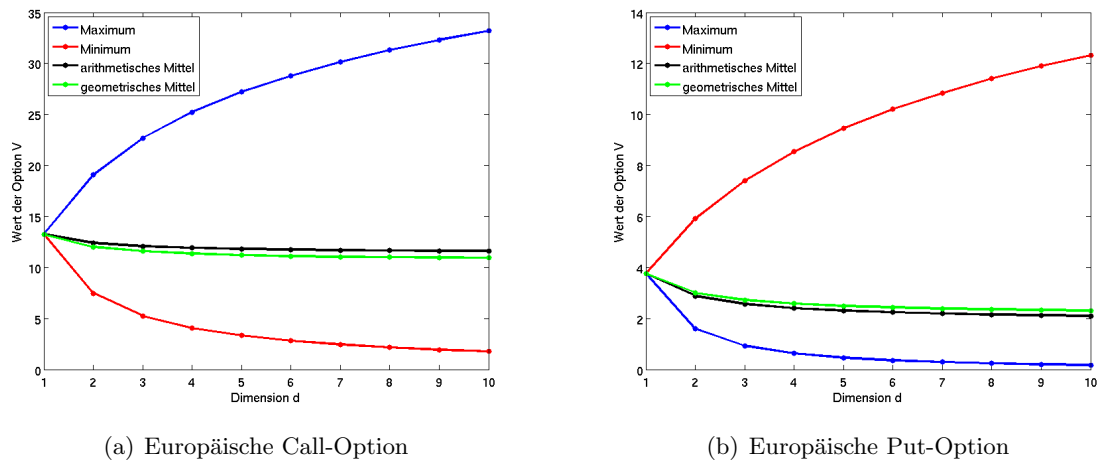 35
30
25
20
15
10
5
0
Wert der Option V
Maximum
Minimum
arithmetisches Mittel
geometrisches Mittel
1 2 3 4 5 6 7 8 9 10
Dimension d
(a) Europäische Call-Option
14
12
10
8
6
4
2
0
Wert der Option V
Maximum
Minimum
arithmetisches Mittel
geometrisches Mittel
1 2 3 4 5 6 7 8 9 10
Dimension d
(b) Europäische Put-Option